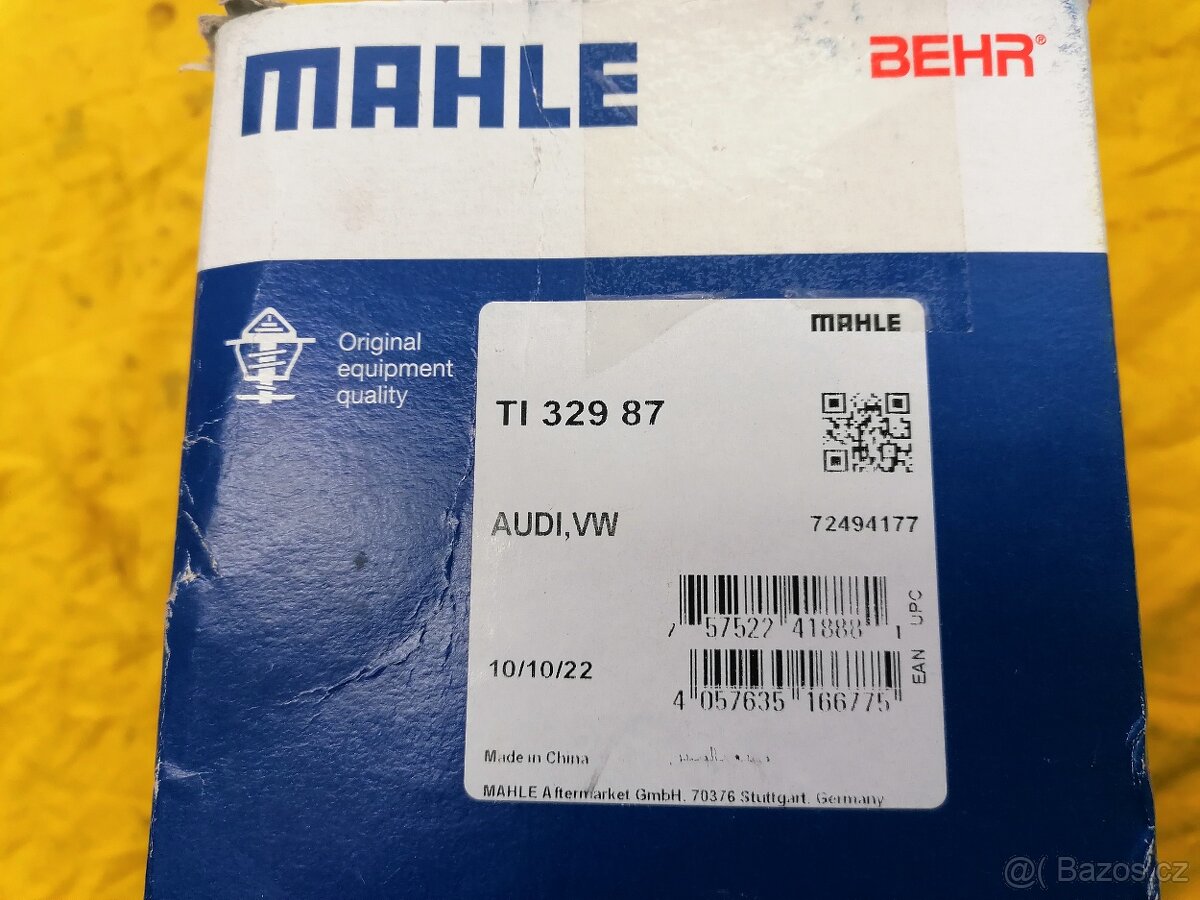 MAHLE
BEHR®
Original
equipment
quality
MAHLE
TI 329 87
AUDI,VW
72494177
7 57522 41888 1
UPC
10/10/22
4 057635 166775
EAN
Made in China
MAHLE Aftermarket GmbH. 70376 Stuttgart. Germany
@( Bazos.cz